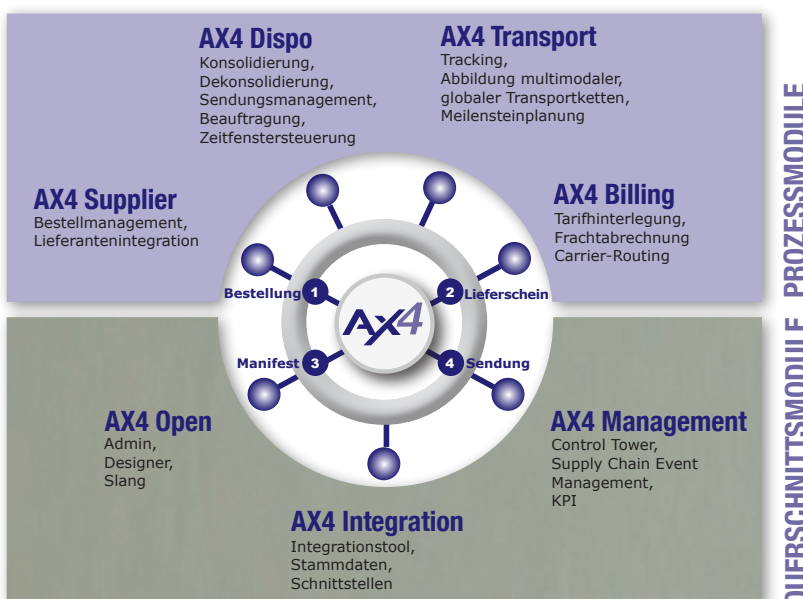 AX4 Dispo
Konsolidierung,
Dekonsolidierung,
Sendungsmanagement,
Beauftragung,
Zeitfenstersteuerung
AX4 Transport
Tracking,
Abbildung multimodaler,
globaler Transportketten,
Meilensteinplanung
AX4 Supplier
Bestellmanagement,
Lieferantenintegration
AX4 Billing
Tarifhinterlegung,
Frachtabrechnung
Carrier-Routing
Bestellung 1
2 Lieferschein
AX4
Manifest 3
4 Sendung
AX4 Open
Admin,
Designer,
Slang
AX4 Management
Control Tower,
Supply Chain Event
Management,
KPI
AX4 Integration
Integrationstool,
Stammdaten,
Schnittstellen
PROZESSMODULE
QUERSCHNITTSMODULE